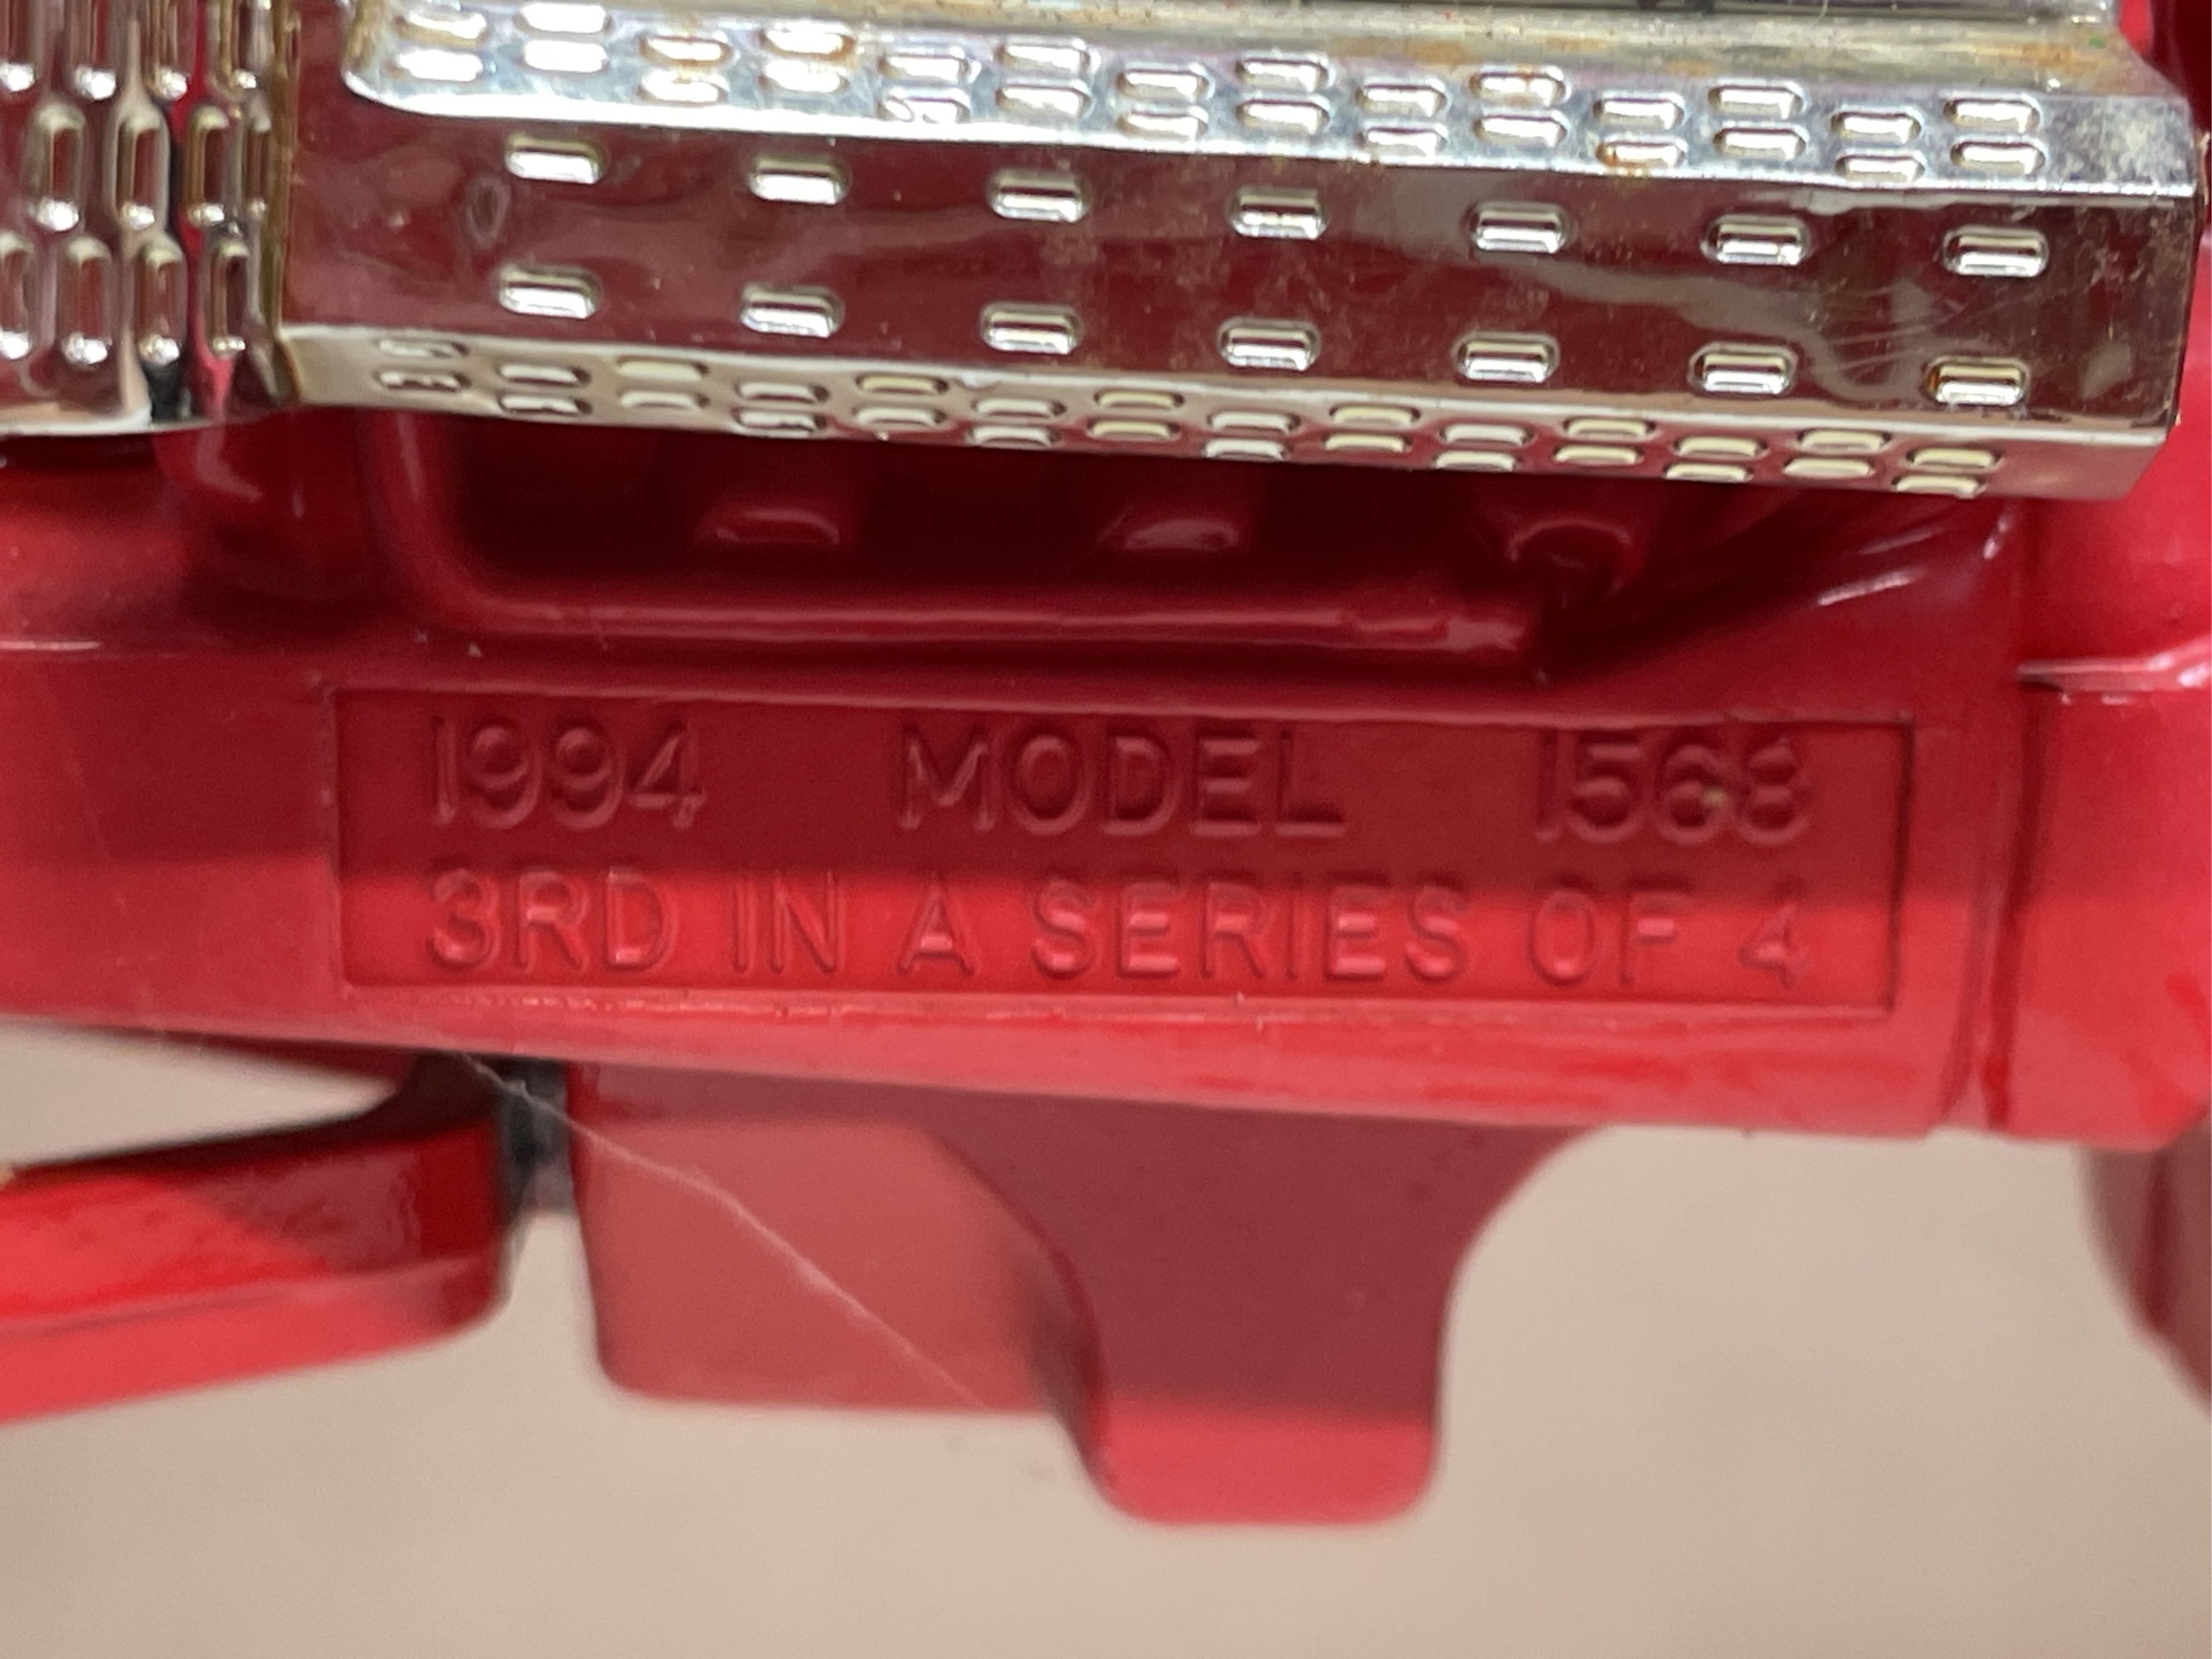 1994 MODEL 1568
3RD IN A SERIES OF 4